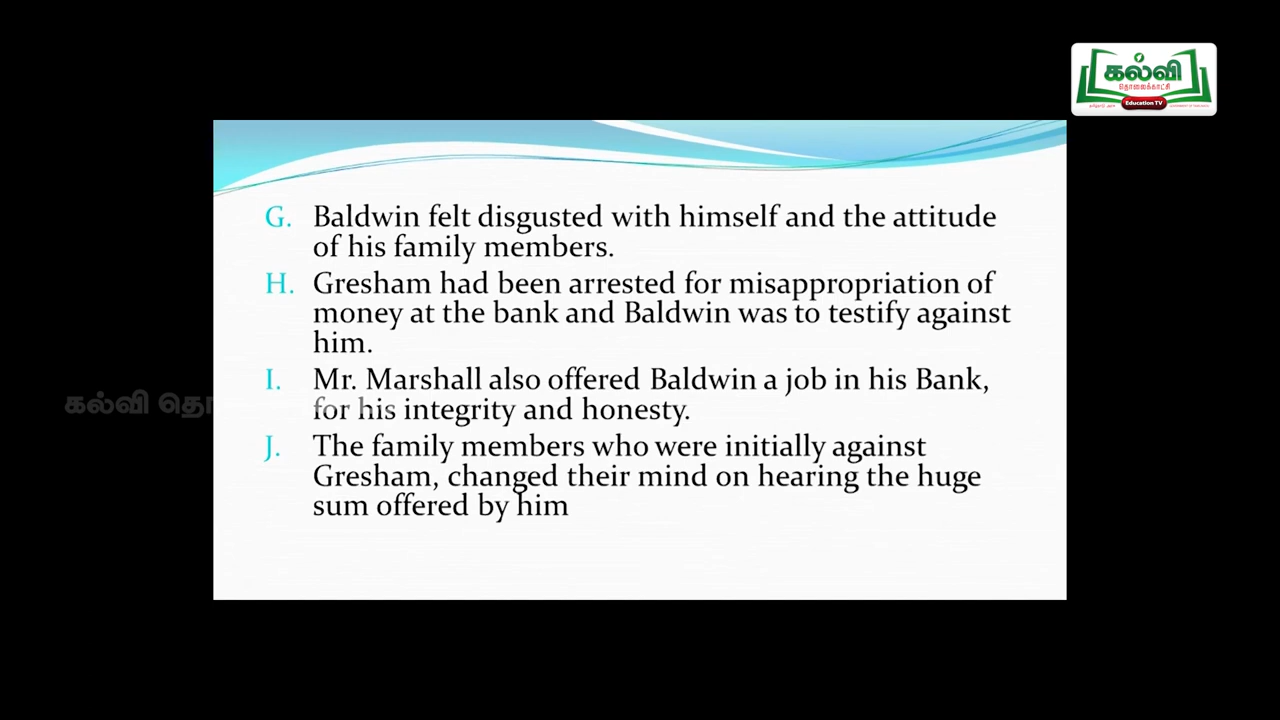 கல்வி
தொலைக்காட்சி
Education TV
G. Baldwin felt disgusted with himself and the attitude
of his family members.
H. Gresham had been arrested for misappropriation of
money at the bank and Baldwin was to testify against
him.
I. Mr. Marshall also offered Baldwin a job in his Bank,
கல்வி
for his integrity and honesty.
J. The family members who were initially against
Gresham, changed their mind on hearing the huge
sum offered by him